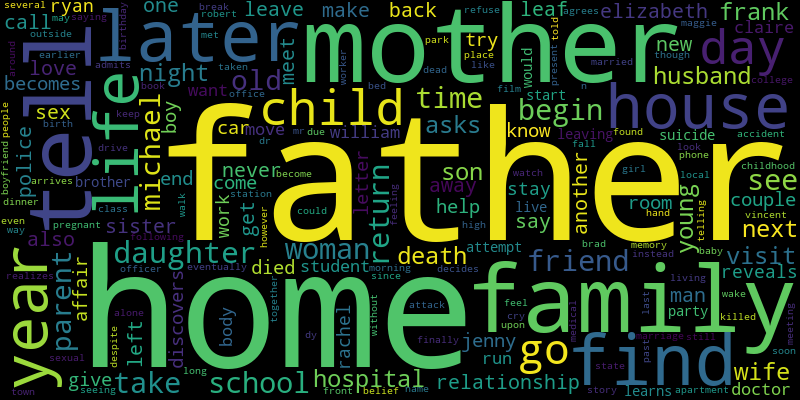 several
ryan
one
robert
break
leave
make
back
refuse
agrees
leaf
told
elizabeth
maggie
frank
call
may
saying
birthday
later
mother
claire
day
outside
earlier
met
park
try
would
present
married
new
around
admits
taken
place
like
dead
though
college
love
night
old
meet
worker
husband
becomes
book
want
bed
film
start
house
office
n
tell
life
sex
child
time
begin
look
suicide
accident
birth
keep
michael
boy
car
move
mr
due
william
asks
know
leaving
found
phone
people
boyfriend
police
drive
dr
become
father
fall
childhood
arrives
brother
end
never
come
letter
son
away
another
girl
watch
local
see
dinner
class
walk
station
feeling
help
stay
room
young
couple
even
pregnant
work
get
however
could
return
high
live
say
hand
telling
vincent
next
way
sister
also
following
year
parent
affair
daughter
woman
death
attempt
brad
memory
baby
visit
realizes
officer
died
student
morning
since
friend
instead
reveals
discovers
eventually
together
home
family
decides
living
man
wake
body
attack
without
feel
cry
upon
last
party
killed
alone
despite
left
dy
finally
rachel
jenny
medical
marriage
still
soon
meeting
sexual
run
go
find
past
state
give
take
school
hospital
relationship
learns
wife
doctor
town
seeing
long
front
belief
name
story
apartment